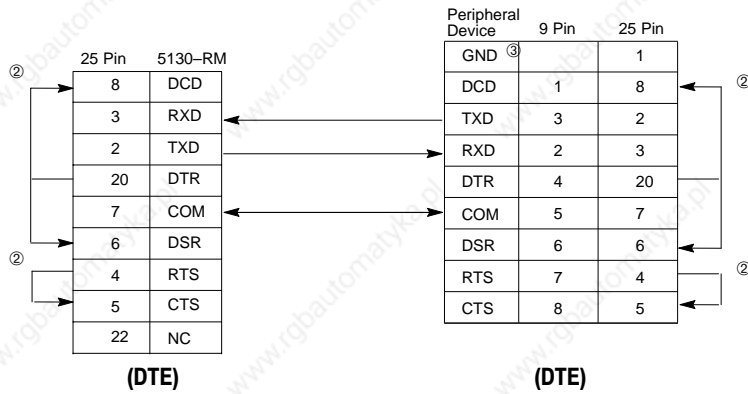 25 Pin 5130–RM
② 8 DCD
3 RXD
2 TXD
20 DTR
7 COM
6 DSR
② 4 RTS
5 CTS
22 NC
(DTE)
Peripheral
Device 9 Pin 25 Pin
GND ③ 1
DCD 1 8 ②
TXD 3 2
RXD 2 3
DTR 4 20
COM 5 7
DSR 6 6
RTS 7 4 ②
CTS 8 5
(DTE)
www.rgbautomatyka.pl